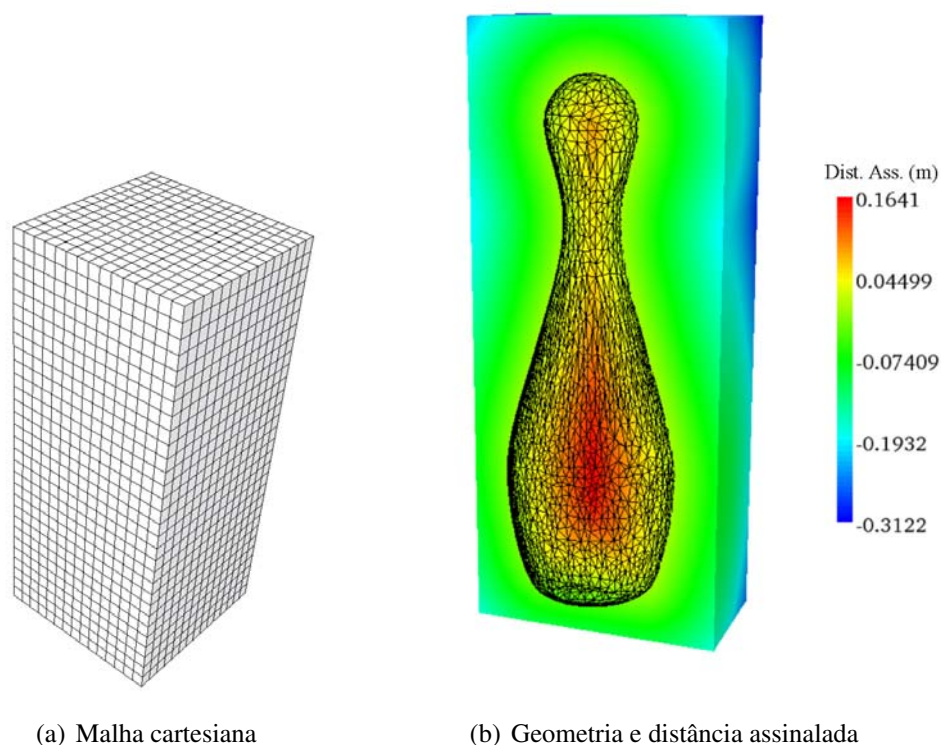 Dist. Ass. (m)
0.1641
0.04499
-0.07409
-0.1932
-0.3122
(a) Malha cartesiana
(b) Geometria e distância assinalada